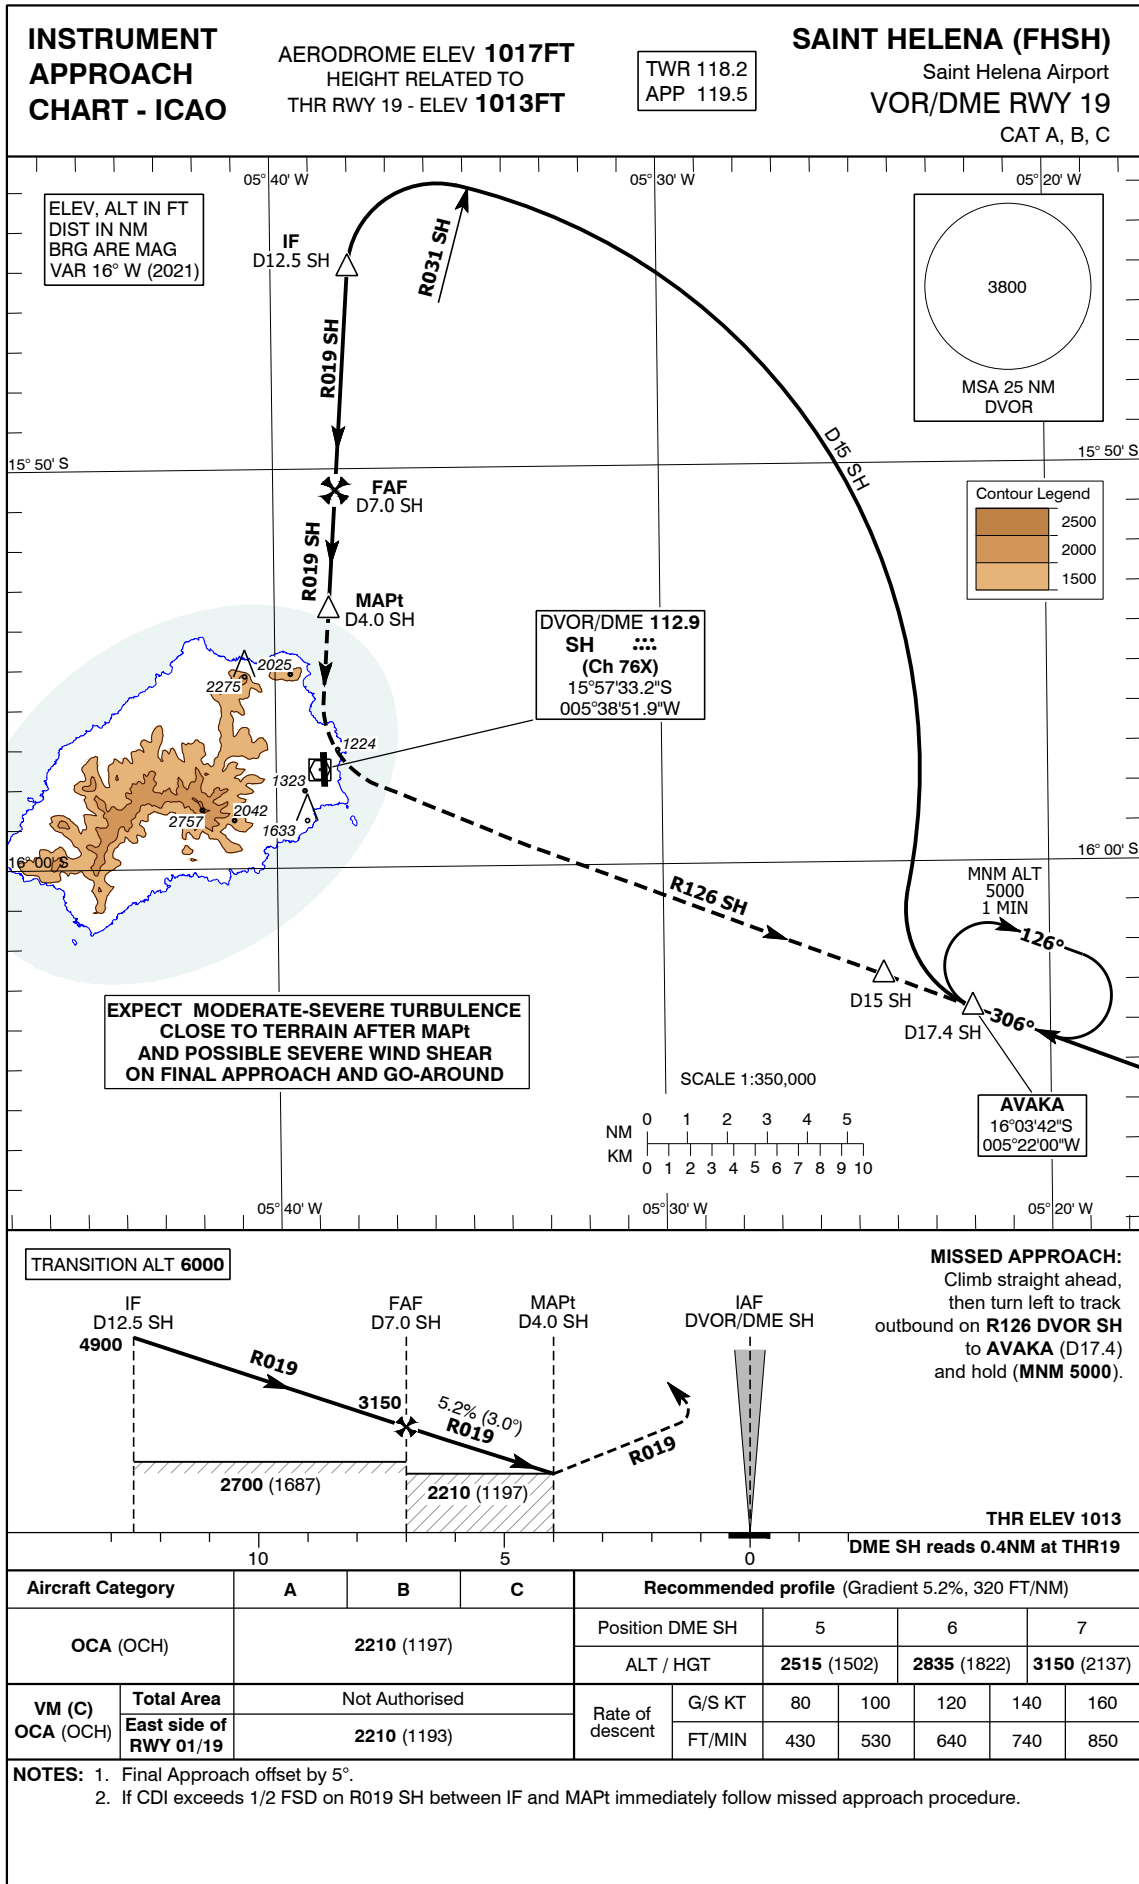 INSTRUMENT
APPROACH
CHART - ICAO
AERODROME ELEV 1017FT
HEIGHT RELATED TO
THR RWY 19 - ELEV 1013FT
TWR 118.2
APP 119.5
SAINT HELENA (FHSH)
Saint Helena Airport
VOR/DME RWY 19
CAT A, B, C
05° 40' W
05° 30' W
05° 20' W
ELEV, ALT IN FT
DIST IN NM
BRG ARE MAG
VAR 16° W (2021)
IF
D12.5 SH
R031 SH
3800
MSA 25 NM
DVOR
R019 SH
D15 SH
15° 50' S
15° 50' S
FAF
D7.0 SH
Contour Legend
2500
2000
1500
R019 SH
MAPt
D4.0 SH
DVOR/DME 112.9
SH
(Ch 76X)
15°57'33.2"S
005°38'51.9"W
2025
2275
1224
1323
2042
2757
1633
16° 00' S
16° 00' S
R126 SH
MNM ALT
5000
1 MIN
126°
D15 SH
306°
D17.4 SH
EXPECT MODERATE-SEVERE TURBULENCE
CLOSE TO TERRAIN AFTER MAPt
AND POSSIBLE SEVERE WIND SHEAR
ON FINAL APPROACH AND GO-AROUND
SCALE 1:350,000
AVAKA
16°03'42"S
005°22'00"W
NM 0 1 2 3 4 5
KM 0 1 2 3 4 5 6 7 8 9 10
05° 40' W
05° 30' W
05° 20' W
TRANSITION ALT 6000
MISSED APPROACH:
Climb straight ahead,
then turn left to track
outbound on R126 DVOR SH
to AVAKA (D17.4)
and hold (MNM 5000).
IF
D12.5 SH
FAF
D7.0 SH
MAPt
D4.0 SH
IAF
DVOR/DME SH
4900
R019
3150
5.2% (3.0°)
R019
R019
2700 (1687)
2210 (1197)
THR ELEV 1013
DME SH reads 0.4NM at THR19
10 5 0
Aircraft Category A B C
OCA (OCH) 2210 (1197)
VM (C)
OCA (OCH)
Total Area Not Authorised
East side of
RWY 01/19
2210 (1193)
Recommended profile (Gradient 5.2%, 320 FT/NM)
Position DME SH 5 6 7
ALT / HGT 2515 (1502) 2835 (1822) 3150 (2137)
Rate of
descent
G/S KT 80 100 120 140 160
FT/MIN 430 530 640 740 850
NOTES: 1. Final Approach offset by 5°.
2. If CDI exceeds 1/2 FSD on R019 SH between IF and MAPt immediately follow missed approach procedure.